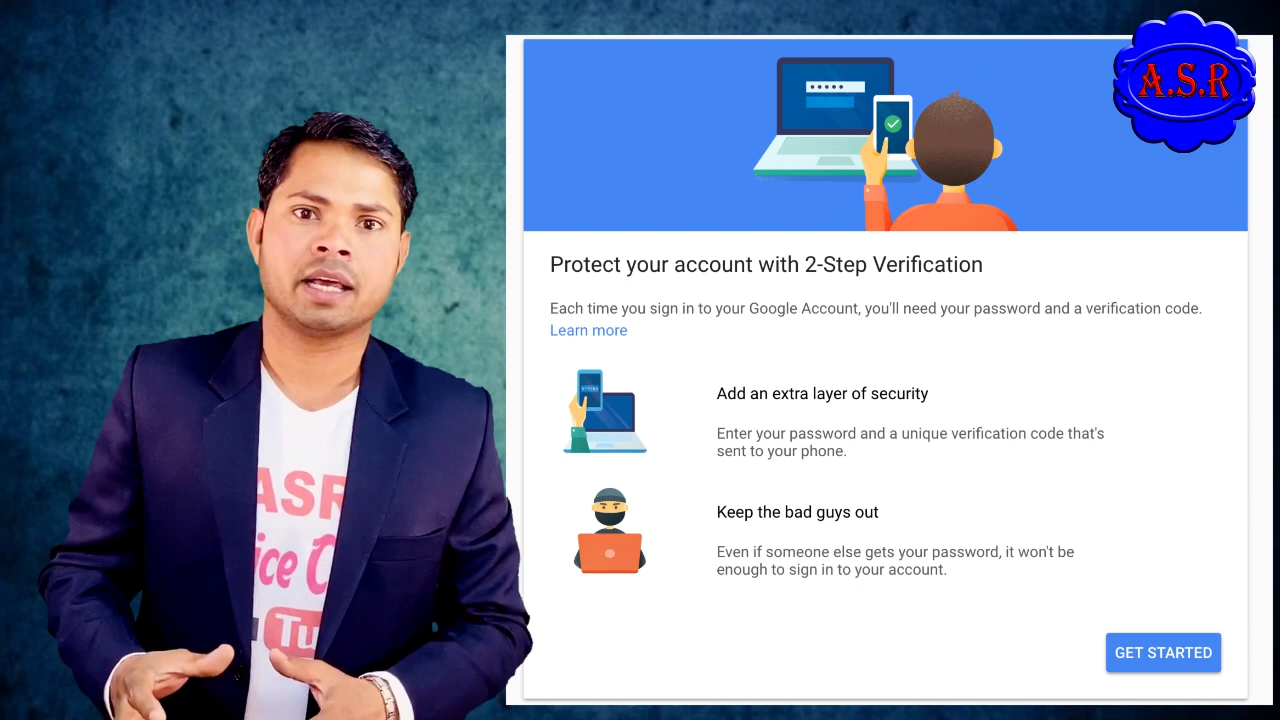 A.S.R
Protect your account with 2-Step Verification
Each time you sign in to your Google Account, you'll need your password and a verification code.
Learn more
Add an extra layer of security
Enter your password and a unique verification code that's
sent to your phone.
Keep the bad guys out
Even if someone else gets your password, it won't be
enough to sign in to your account.
GET STARTED
ASR
ice C
Tu